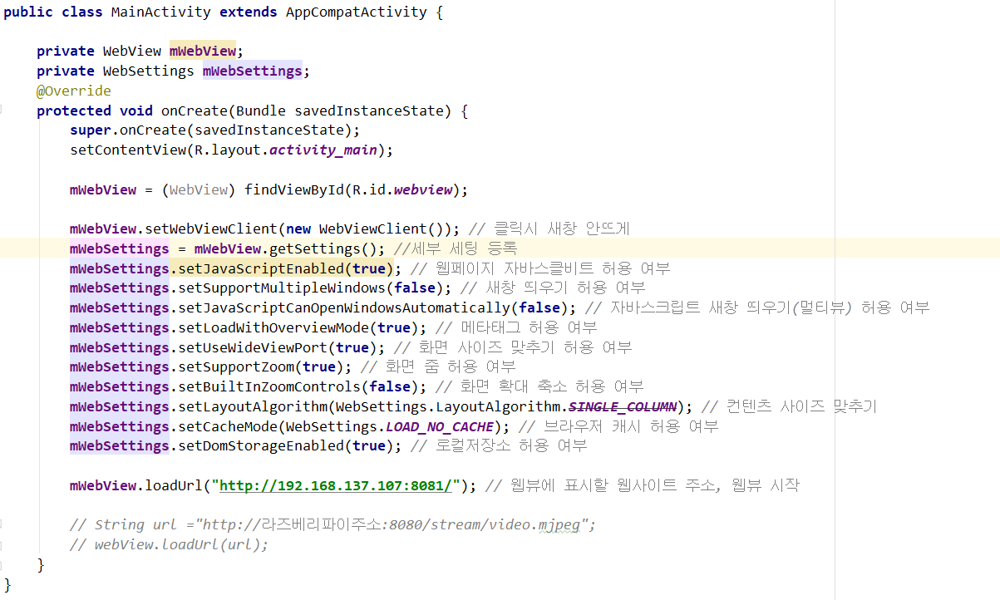 public class MainActivity extends AppCompatActivity {
private WebView mWebView;
private WebSettings mWebSettings;
@Override
protected void onCreate(Bundle savedInstanceState) {
super.onCreate(savedInstanceState);
setContentView(R.layout.activity_main);
mWebView = (WebView) findViewById(R.id.webview);
mWebView.setWebViewClient(new WebViewClient()); // 클릭시 새창 안뜨게
mWebSettings = mWebView.getSettings(); //세부 세팅 등록
mWebSettings.setJavaScriptEnabled(true); // 웹페이지 자바스클비트 허용 여부
mWebSettings.setSupportMultipleWindows(false); // 새창 띄우기 허용 여부
mWebSettings.setJavaScriptCanOpenWindowsAutomatically(false); // 자바스크립트 새창 띄우기(멀티뷰) 허용 여부
mWebSettings.setLoadWithOverviewMode(true); // 메타태그 허용 여부
mWebSettings.setUseWideViewPort(true); // 화면 사이즈 맞추기 허용 여부
mWebSettings.setSupportZoom(true); // 화면 줌 허용 여부
mWebSettings.setBuiltInZoomControls(false); // 화면 확대 축소 허용 여부
mWebSettings.setLayoutAlgorithm(WebSettings.LayoutAlgorithm.SINGLE_COLUMN); // 컨텐츠 사이즈 맞추기
mWebSettings.setCacheMode(WebSettings.LOAD_NO_CACHE); // 브라우저 캐시 허용 여부
mWebSettings.setDomStorageEnabled(true); // 로컬저장소 허용 여부
mWebView.loadUrl("http://192.168.137.107:8081/"); // 웹뷰에 표시할 웹사이트 주소, 웹뷰 시작
// String url ="http://라즈베리파이주소:8080/stream/video.mjpeg";
// webView.loadUrl(url);
}
}